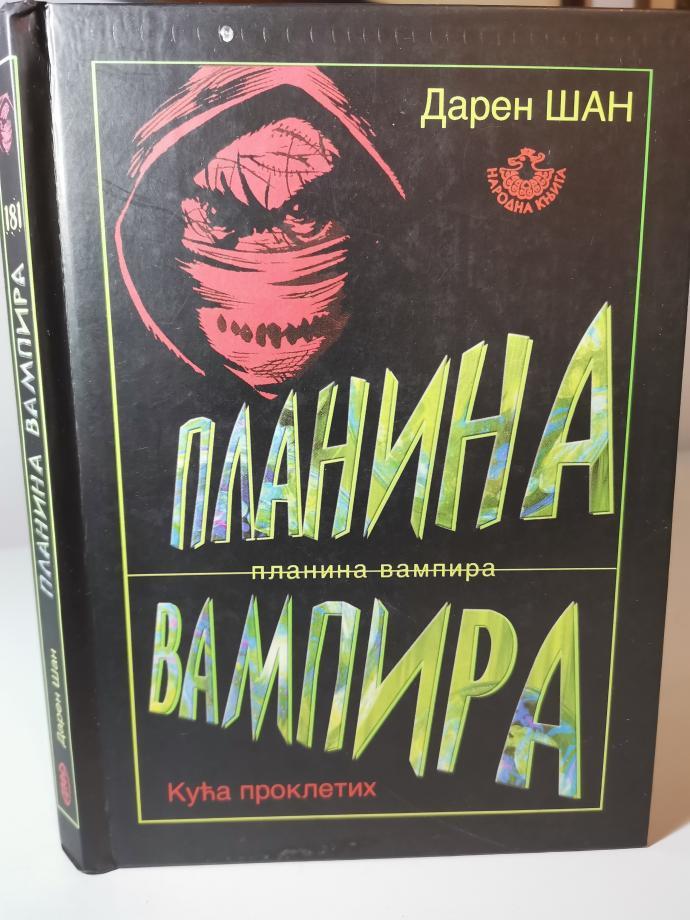 Дарен ШАН
НАРОДНА КЊИГА
ПЛАНИНА
планина вампира
ВАМПИРА
Кућа проклетих
181
ПЛАНИНА ВАМПИРА
Дарен Шан